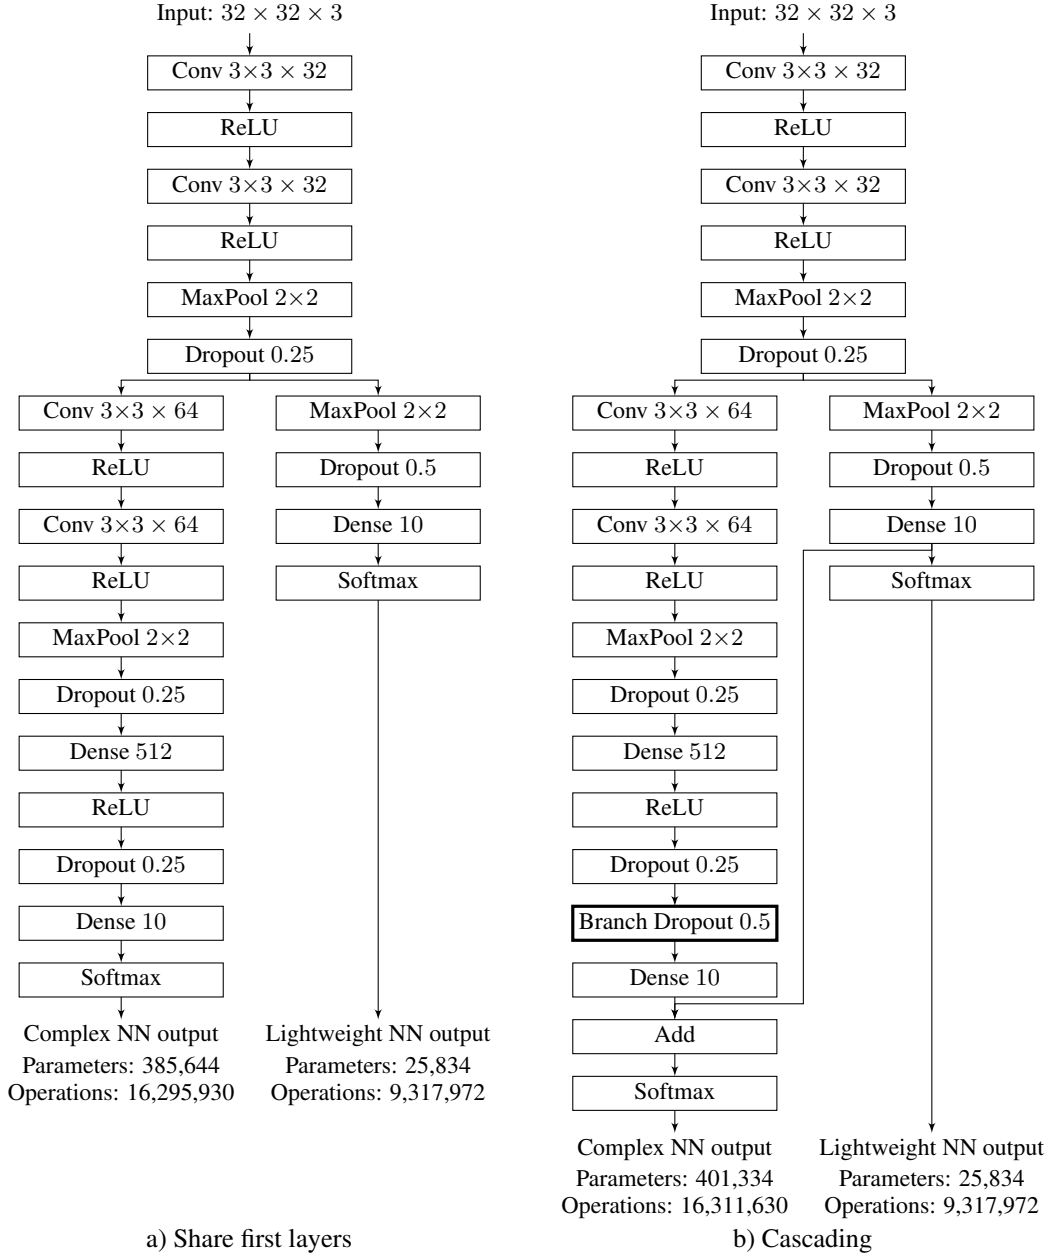 Input: 32 × 32 × 3
Conv 3×3 × 32
ReLU
Conv 3×3 × 32
ReLU
MaxPool 2×2
Dropout 0.25
Conv 3×3 × 64
ReLU
Conv 3×3 × 64
ReLU
MaxPool 2×2
Dropout 0.25
Dense 512
ReLU
Dropout 0.25
Dense 10
Softmax
Complex NN output
Parameters: 385,644
Operations: 16,295,930
MaxPool 2×2
Dropout 0.5
Dense 10
Softmax
Lightweight NN output
Parameters: 25,834
Operations: 9,317,972
a) Share first layers
Input: 32 × 32 × 3
Conv 3×3 × 32
ReLU
Conv 3×3 × 32
ReLU
MaxPool 2×2
Dropout 0.25
Conv 3×3 × 64
ReLU
Conv 3×3 × 64
ReLU
MaxPool 2×2
Dropout 0.25
Dense 512
ReLU
Dropout 0.25
Branch Dropout 0.5
Dense 10
Add
Softmax
Complex NN output
Parameters: 401,334
Operations: 16,311,630
MaxPool 2×2
Dropout 0.5
Dense 10
Softmax
Lightweight NN output
Parameters: 25,834
Operations: 9,317,972
b) Cascading